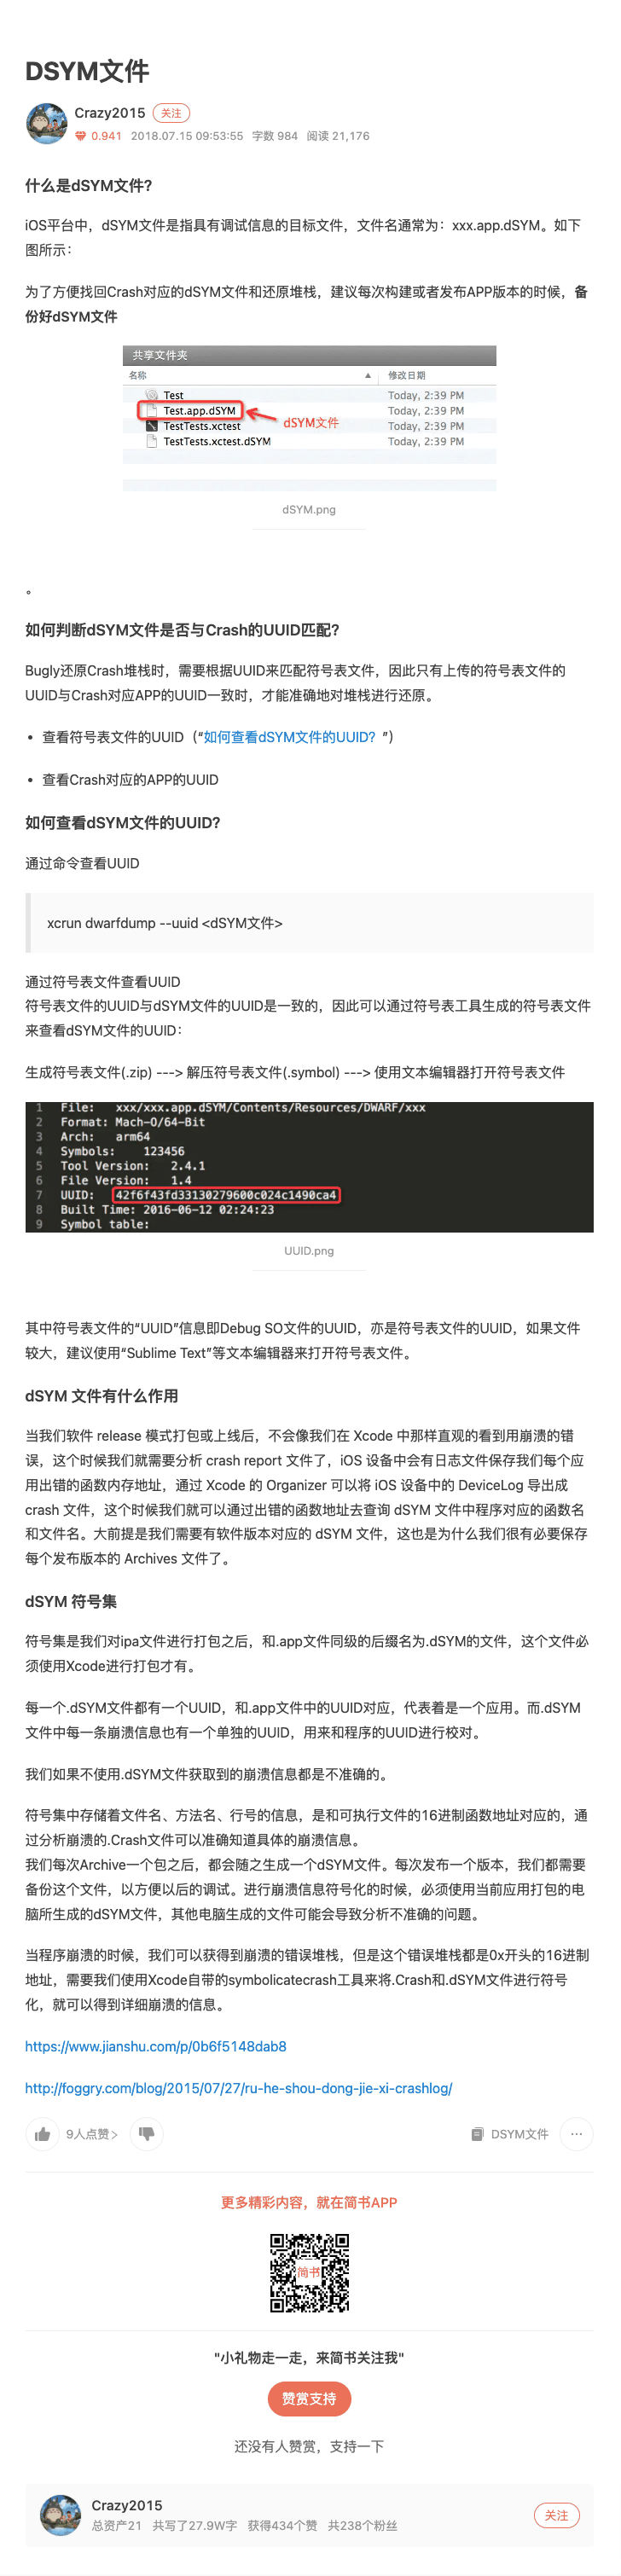 DSYM文件
Crazy2015 关注
0.941 2018.07.15 09:53:55 字数 984 阅读 21,176
什么是dSYM文件?
iOS平台中，dSYM文件是指具有调试信息的目标文件，文件名通常为：xxx.app.dSYM。如下
图所示：
为了方便找回Crash对应的dSYM文件和还原堆栈，建议每次构建或者发布APP版本的时候，备
份好dSYM文件
共享文件夹
名称 修改日期
Test Today, 2:39 PM
Test.app.dSYM Today, 2:39 PM
dSYM文件
TestTests.xctest Today, 2:39 PM
TestTests.xctest.dSYM Today, 2:39 PM
dSYM.png
。
如何判断dSYM文件是否与Crash的UUID匹配?
Bugly还原Crash堆栈时，需要根据UUID来匹配符号表文件，因此只有上传的符号表文件的
UUID与Crash对应APP的UUID一致时，才能准确地对堆栈进行还原。
• 查看符号表文件的UUID（“如何查看dSYM文件的UUID？”）
• 查看Crash对应的APP的UUID
如何查看dSYM文件的UUID?
通过命令查看UUID
xcrun dwarfdump --uuid <dSYM文件>
通过符号表文件查看UUID
符号表文件的UUID与dSYM文件的UUID是一致的，因此可以通过符号表工具生成的符号表文件
来查看dSYM文件的UUID：
生成符号表文件(.zip) ---> 解压符号表文件(.symbol) ---> 使用文本编辑器打开符号表文件
1 File: xxx/xxx.app.dSYM/Contents/Resources/DWARF/xxx
2 Format: Mach-O/64-Bit
3 Arch: arm64
4 Symbols: 123456
5 Tool Version: 2.4.1
6 File Version: 1.4
7 UUID: 42f6f43fd33130279600c024c1490ca4
8 Built Time: 2016-06-12 02:24:23
9 Symbol table:
UUID.png
其中符号表文件的“UUID”信息即Debug SO文件的UUID，亦是符号表文件的UUID，如果文件
较大，建议使用“Sublime Text”等文本编辑器来打开符号表文件。
dSYM 文件有什么作用
当我们软件 release 模式打包或上线后，不会像我们在 Xcode 中那样直观的看到用崩溃的错
误，这个时候我们就需要分析 crash report 文件了，iOS 设备中会有日志文件保存我们每个应
用出错的函数内存地址，通过 Xcode 的 Organizer 可以将 iOS 设备中的 DeviceLog 导出成
crash 文件，这个时候我们就可以通过出错的函数地址去查询 dSYM 文件中程序对应的函数名
和文件名。大前提是我们需要有软件版本对应的 dSYM 文件，这也是为什么我们很有必要保存
每个发布版本的 Archives 文件了。
dSYM 符号集
符号集是我们对ipa文件进行打包之后，和.app文件同级的后缀名为.dSYM的文件，这个文件必
须使用Xcode进行打包才有。
每一个.dSYM文件都有一个UUID，和.app文件中的UUID对应，代表着是一个应用。而.dSYM
文件中每一条崩溃信息也有一个单独的UUID，用来和程序的UUID进行校对。
我们如果不使用.dSYM文件获取到的崩溃信息都是不准确的。
符号集中存储着文件名、方法名、行号的信息，是和可执行文件的16进制函数地址对应的，通
过分析崩溃的.Crash文件可以准确知道具体的崩溃信息。
我们每次Archive一个包之后，都会随之生成一个dSYM文件。每次发布一个版本，我们都需要
备份这个文件，以方便以后的调试。进行崩溃信息符号化的时候，必须使用当前应用打包的电
脑所生成的dSYM文件，其他电脑生成的文件可能会导致分析不准确的问题。
当程序崩溃的时候，我们可以获得到崩溃的错误堆栈，但是这个错误堆栈都是0x开头的16进制
地址，需要我们使用Xcode自带的symbolicatecrash工具来将.Crash和.dSYM文件进行符号
化，就可以得到详细崩溃的信息。
https://www.jianshu.com/p/0b6f5148dab8
http://foggry.com/blog/2015/07/27/ru-he-shou-dong-jie-xi-crashlog/
9人点赞 > DSYM文件 ···
更多精彩内容，就在简书APP
简书
"小礼物走一走，来简书关注我"
赞赏支持
还没有人赞赏，支持一下
Crazy2015
总资产21 共写了27.9W字 获得434个赞 共238个粉丝
关注